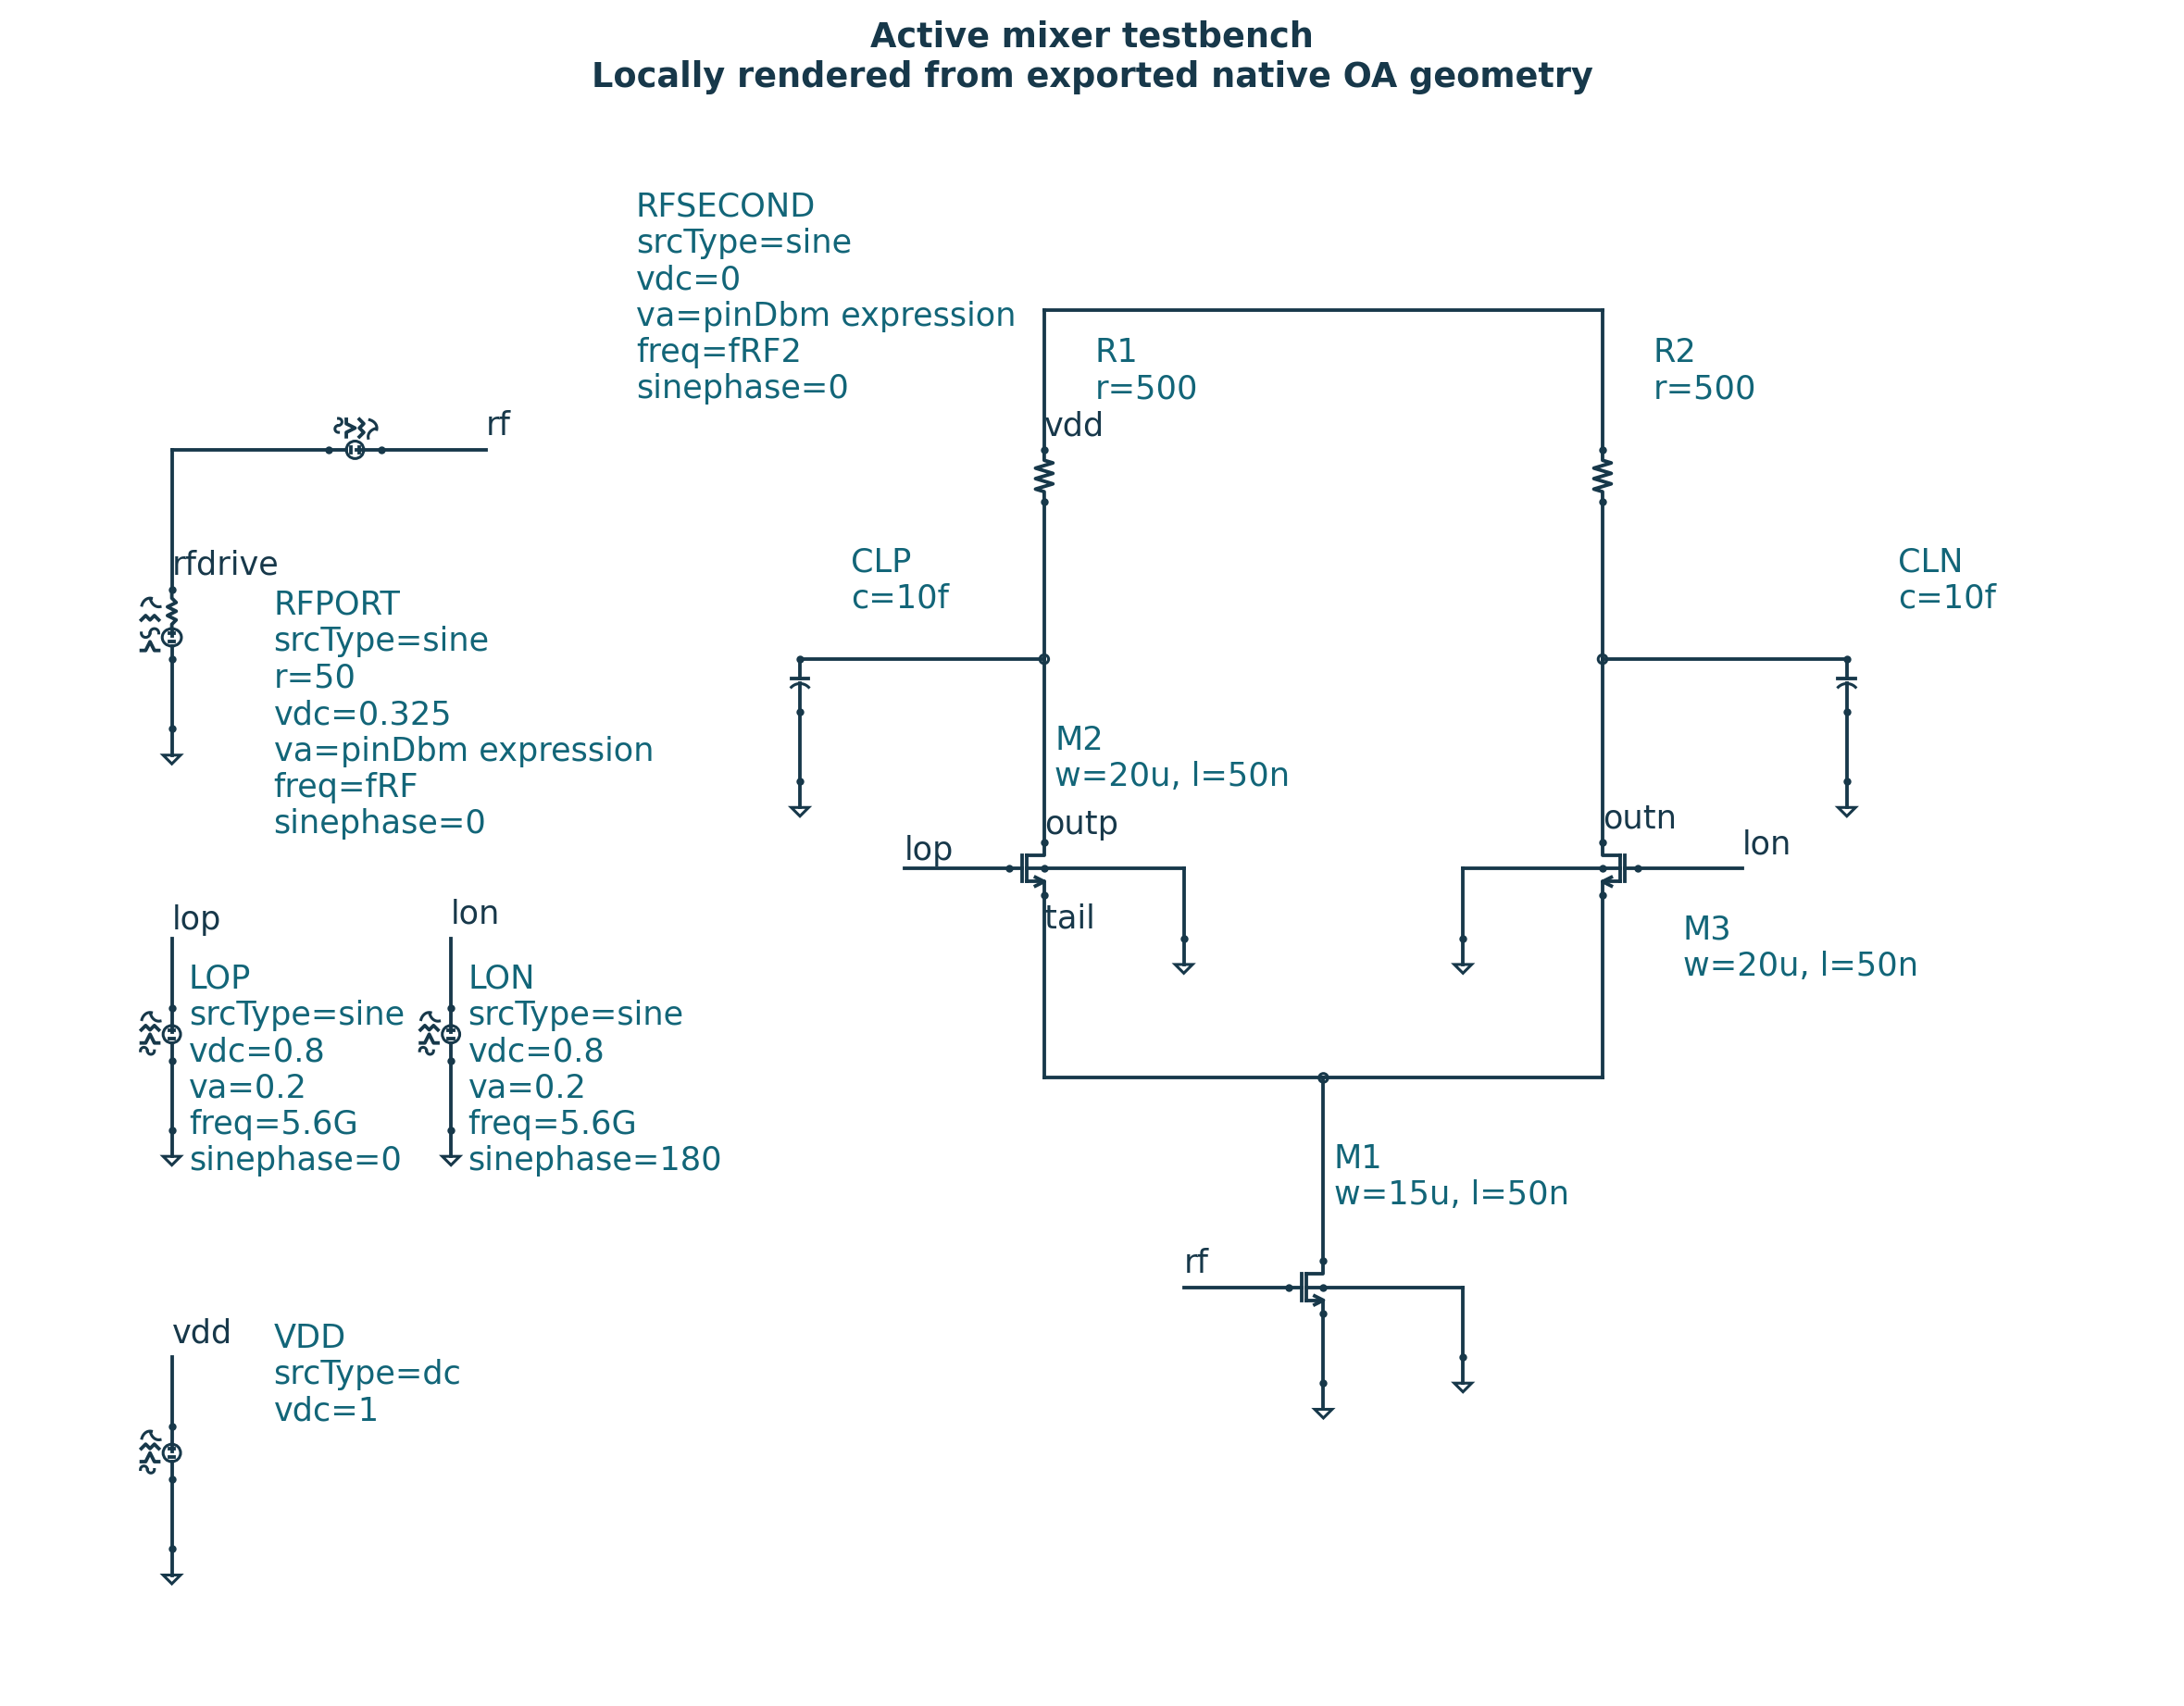 Active mixer testbench
Locally rendered from exported native OA geometry
RFSECOND
srcType=sine
vdc=0
va=pinDbm expression
freq=fRF2
sinephase=0
R1
r=500
R2
r=500
vdd
rf
rfdrive
RFPORT
srcType=sine
r=50
vdc=0.325
va=pinDbm expression
freq=fRF
sinephase=0
CLP
c=10f
CLN
c=10f
M2
w=20u, l=50n
outp
lop
outn
lon
tail
M3
w=20u, l=50n
lop
LOP
srcType=sine
vdc=0.8
va=0.2
freq=5.6G
sinephase=0
lon
LON
srcType=sine
vdc=0.8
va=0.2
freq=5.6G
sinephase=180
M1
w=15u, l=50n
rf
vdd
VDD
srcType=dc
vdc=1